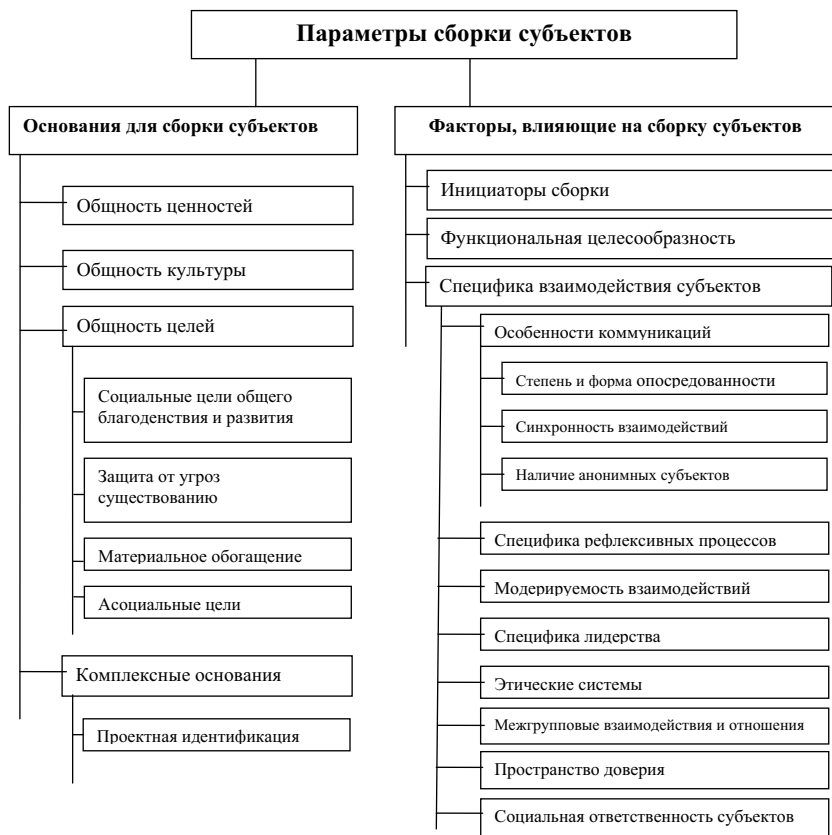 Параметры сборки субъектов
Основания для сборки субъектов
Общность ценностей
Общность культуры
Общность целей
Социальные цели общего
благоденствия и развития
Защита от угроз
существованию
Материальное обогащение
Асоциальные цели
Комплексные основания
Проектная идентификация
Факторы, влияющие на сборку субъектов
Инициаторы сборки
Функциональная целесообразность
Специфика взаимодействия субъектов
Особенности коммуникаций
Степень и форма опосредованности
Синхронность взаимодействий
Наличие анонимных субъектов
Специфика рефлексивных процессов
Модерируемость взаимодействий
Специфика лидерства
Этические системы
Межгрупповые взаимодействия и отношения
Пространство доверия
Социальная ответственность субъектов